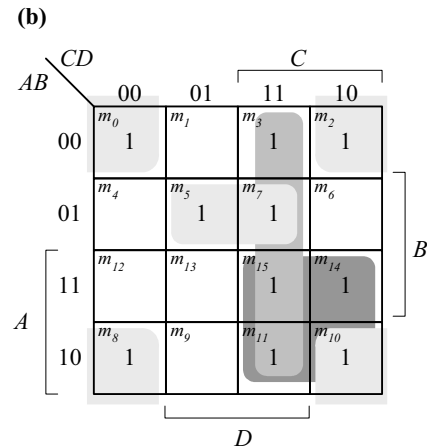 (b)
CD
C
AB
00 01 11 10
m0 m1 m3 m2
00 1 1 1
m4 m5 m7 m6
01 1 1
B
m12 m13 m15 m14
11 1 1
A
m8 m9 m11 m10
10 1 1 1
D